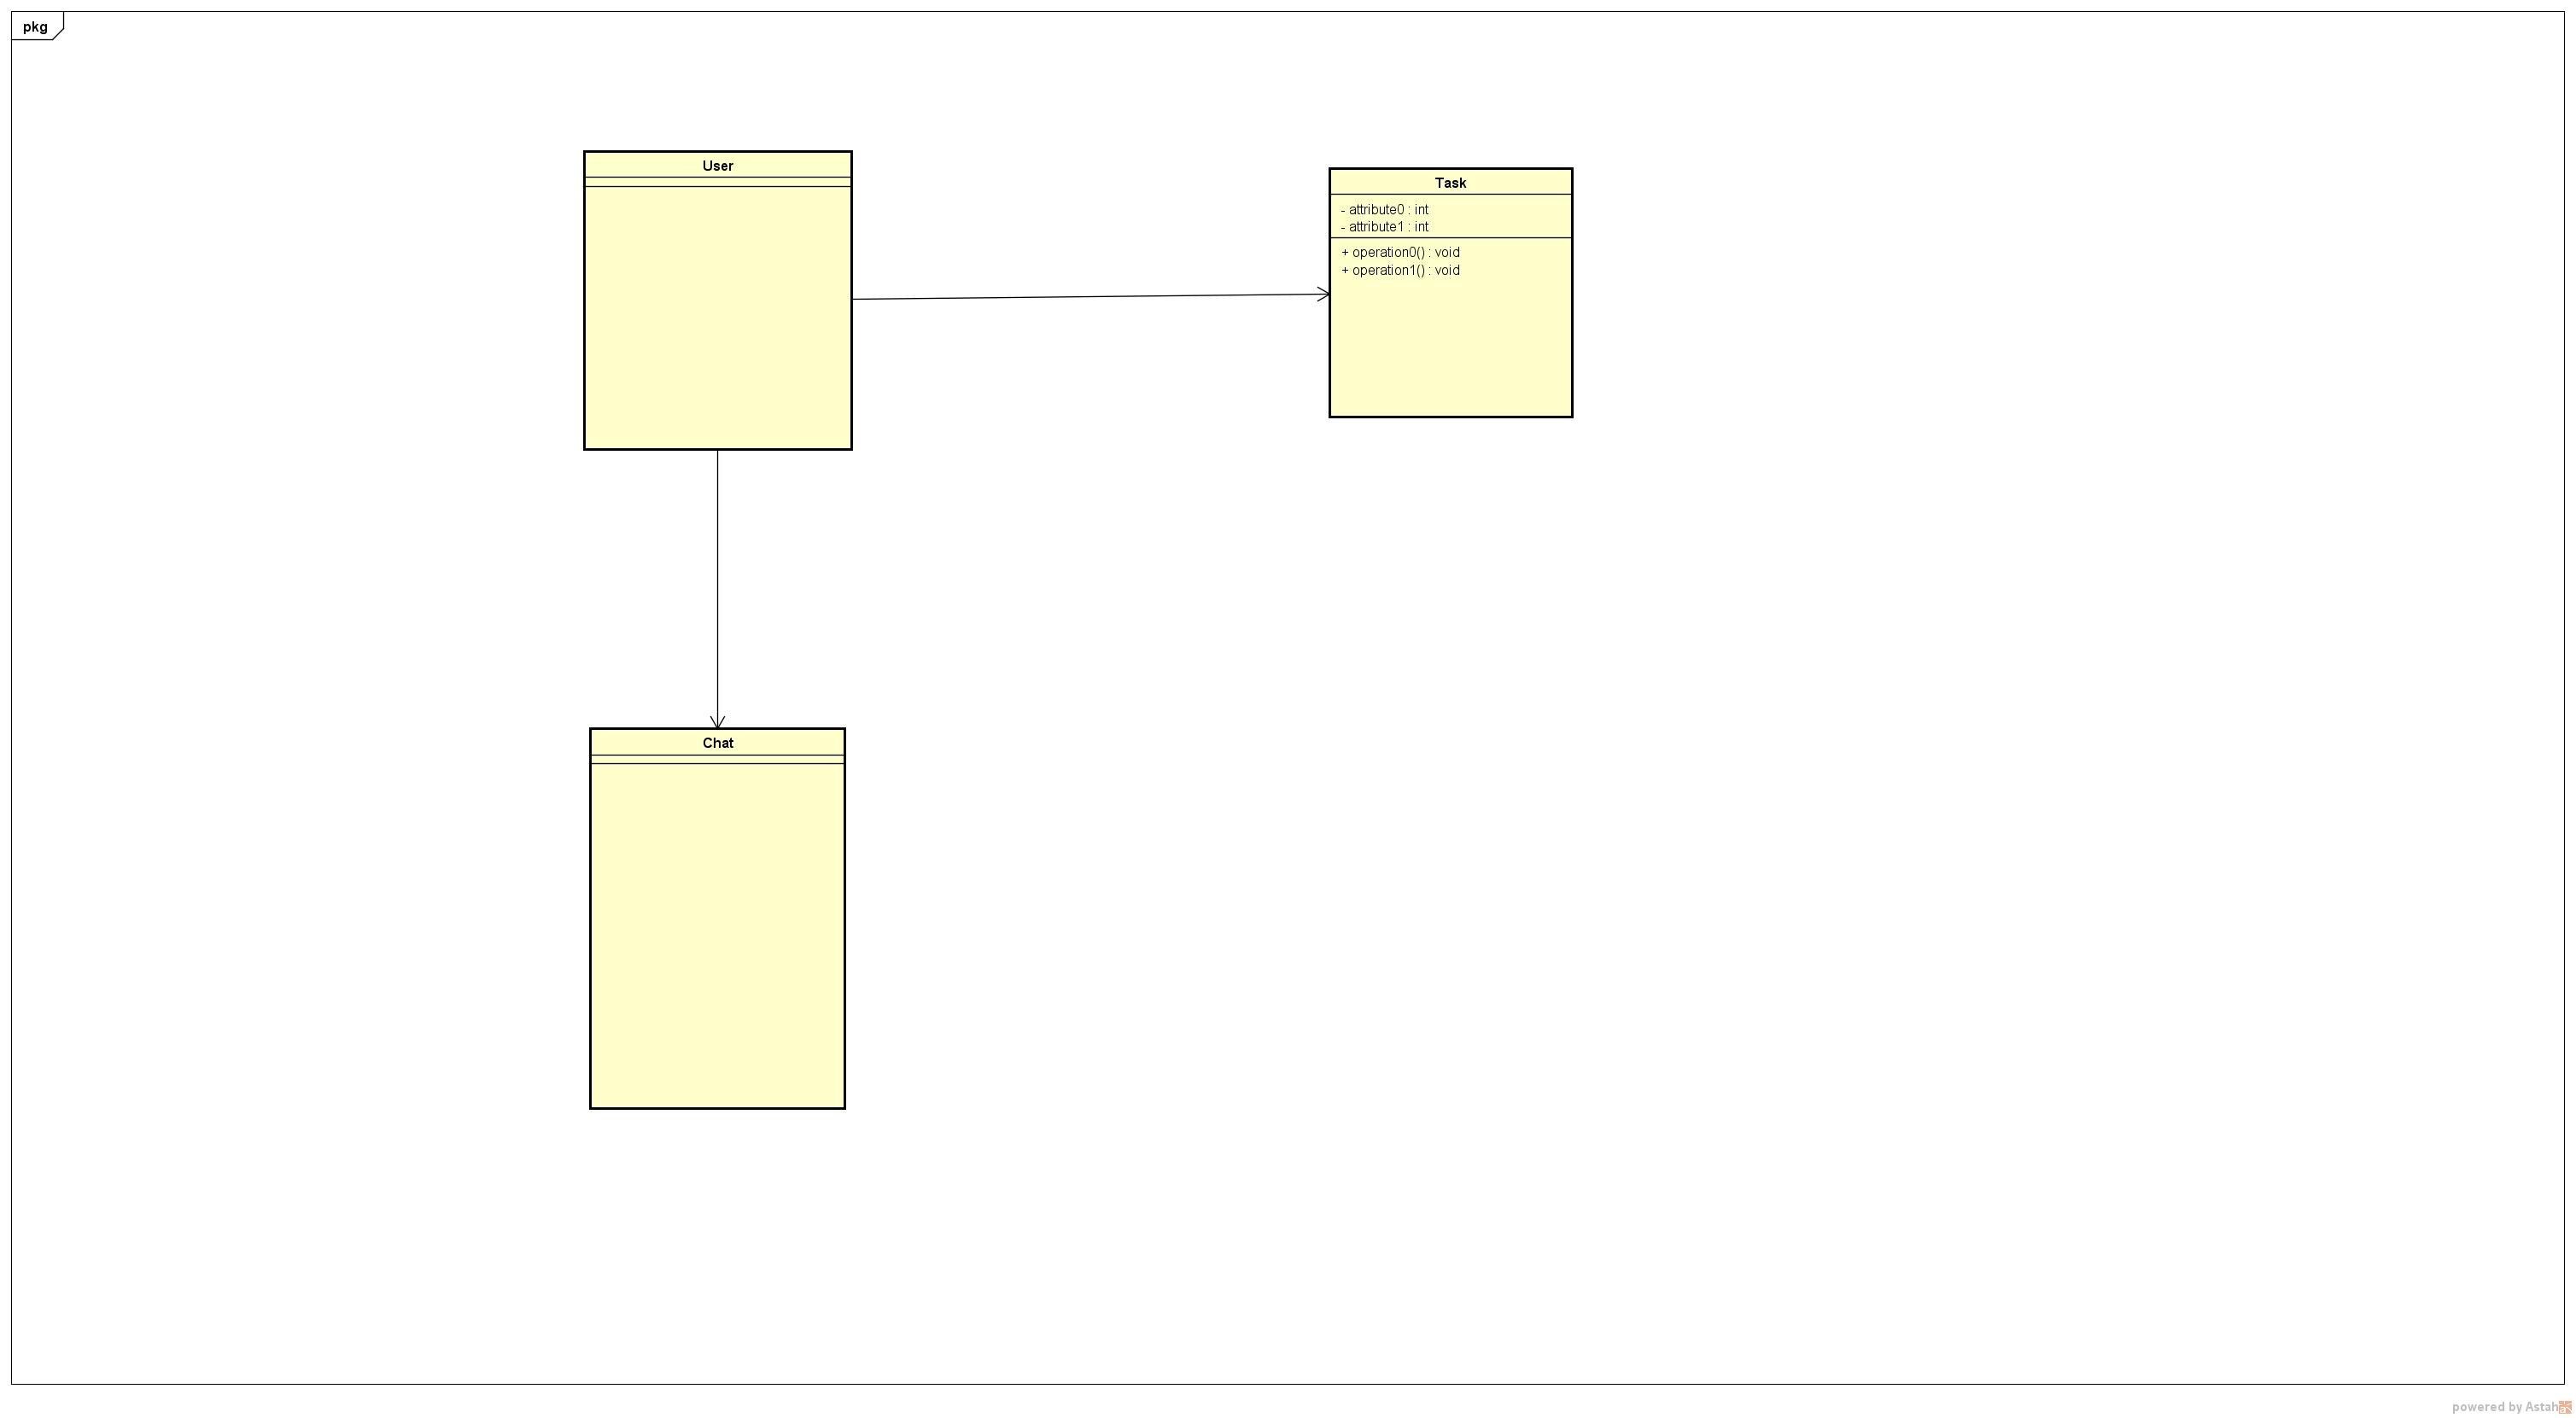 pkg
User
Task
- attribute0 : int
- attribute1 : int
+ operation0() : void
+ operation1() : void
Chat
powered by Astah